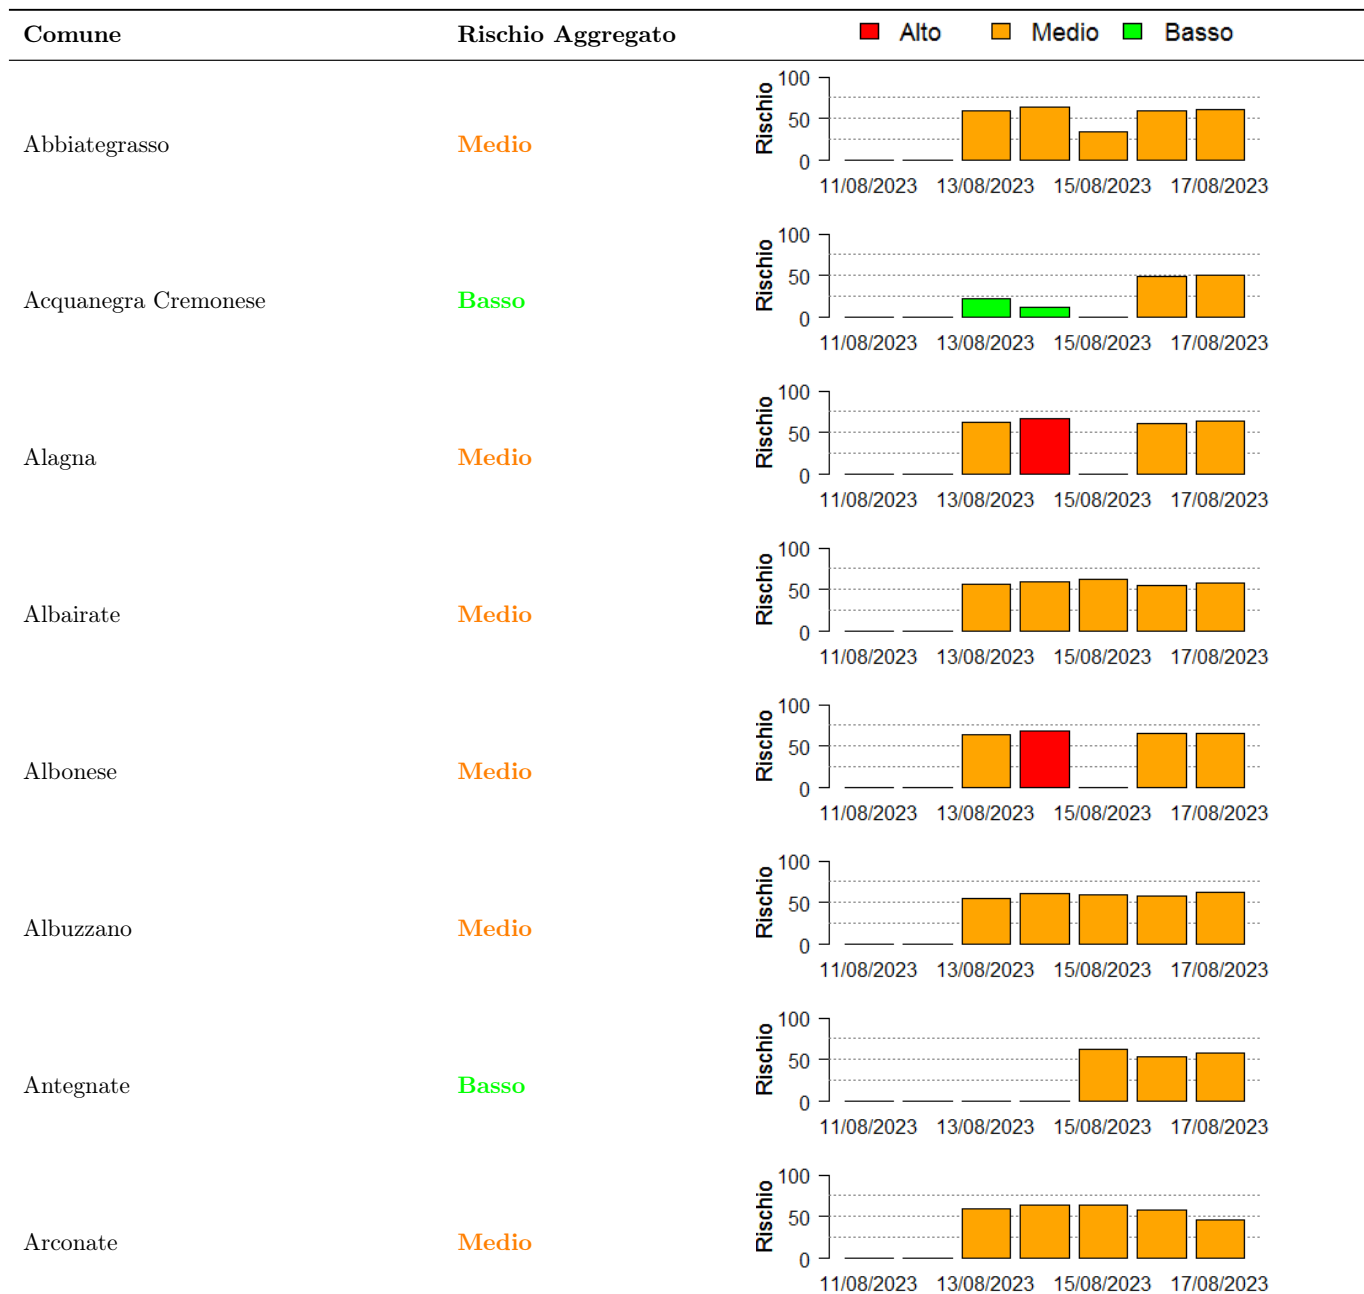 Comune Rischio Aggregato Alto Medio Basso
100
50
0
Rischio
Abbiategrasso Medio
11/08/2023 13/08/2023 15/08/2023 17/08/2023
100
50
0
Rischio
Acquanegra Cremonese Basso
11/08/2023 13/08/2023 15/08/2023 17/08/2023
100
50
0
Rischio
Alagna Medio
11/08/2023 13/08/2023 15/08/2023 17/08/2023
100
50
0
Rischio
Albairate Medio
11/08/2023 13/08/2023 15/08/2023 17/08/2023
100
50
0
Rischio
Albonese Medio
11/08/2023 13/08/2023 15/08/2023 17/08/2023
100
50
0
Rischio
Albuzzano Medio
11/08/2023 13/08/2023 15/08/2023 17/08/2023
100
50
0
Rischio
Antegnate Basso
11/08/2023 13/08/2023 15/08/2023 17/08/2023
100
50
0
Rischio
Arconate Medio
11/08/2023 13/08/2023 15/08/2023 17/08/2023